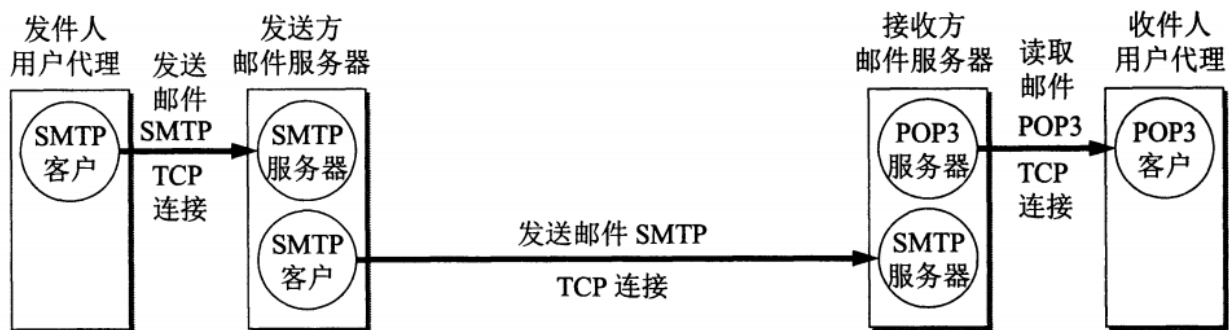 发件人
用户代理
发送
邮件
SMTP
TCP
连接
SMTP
客户
发送方
邮件服务器
SMTP
服务器
SMTP
客户
发送邮件 SMTP
TCP 连接
接收方
邮件服务器
POP3
服务器
SMTP
服务器
读取
邮件
POP3
TCP
连接
收件人
用户代理
POP3
客户